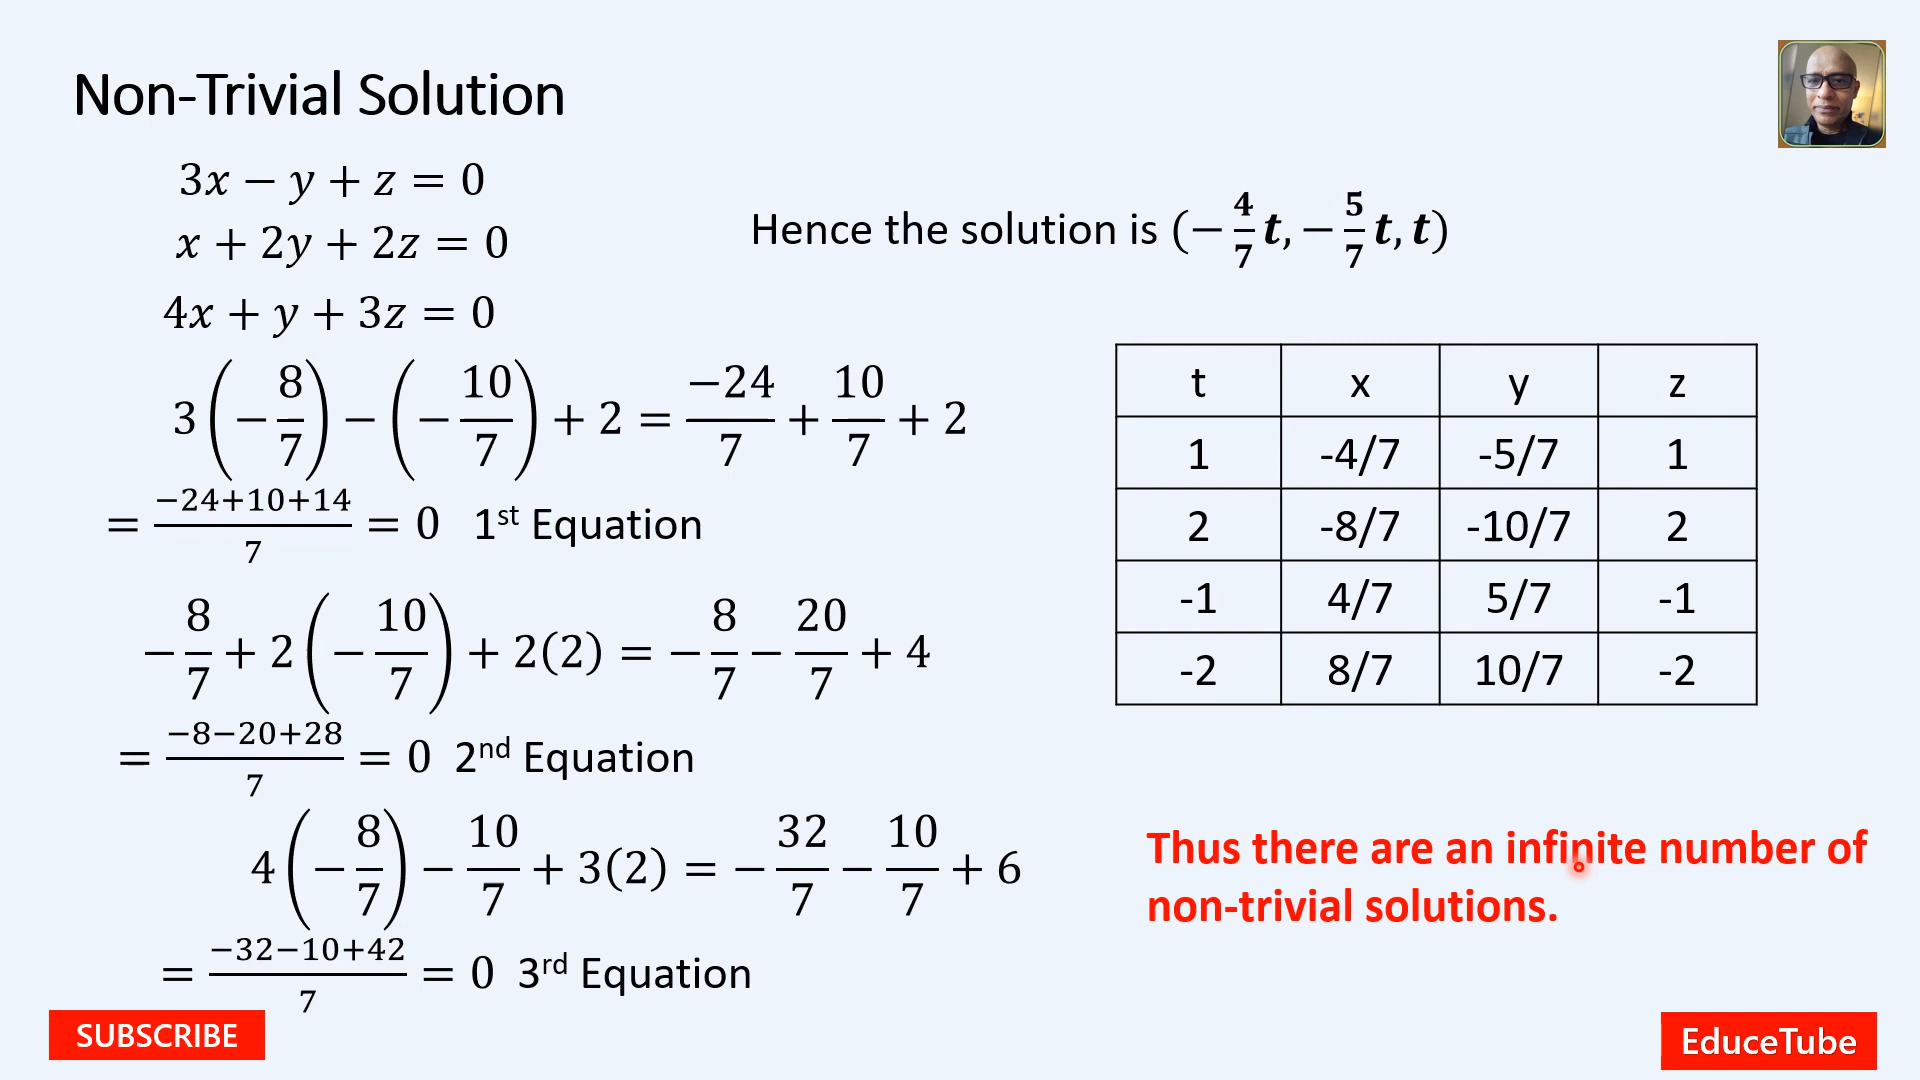 Non-Trivial Solution
3x − y + z = 0
x + 2y + 2z = 0
4x + y + 3z = 0
3(−8/7) − (−10/7) + 2 = −24/7 + 10/7 + 2
= −24+10+14/7 = 0 1st Equation
−8/7 + 2(−10/7) + 2(2) = −8/7 − 20/7 + 4
= −8−20+28/7 = 0 2nd Equation
4(−8/7) − 10/7 + 3(2) = −32/7 − 10/7 + 6
= −32−10+42/7 = 0 3rd Equation
Hence the solution is (−4/7 t, −5/7 t, t)
t x y z
1 -4/7 -5/7 1
2 -8/7 -10/7 2
-1 4/7 5/7 -1
-2 8/7 10/7 -2
Thus there are an infinite number of
non-trivial solutions.
SUBSCRIBE
EduceTube